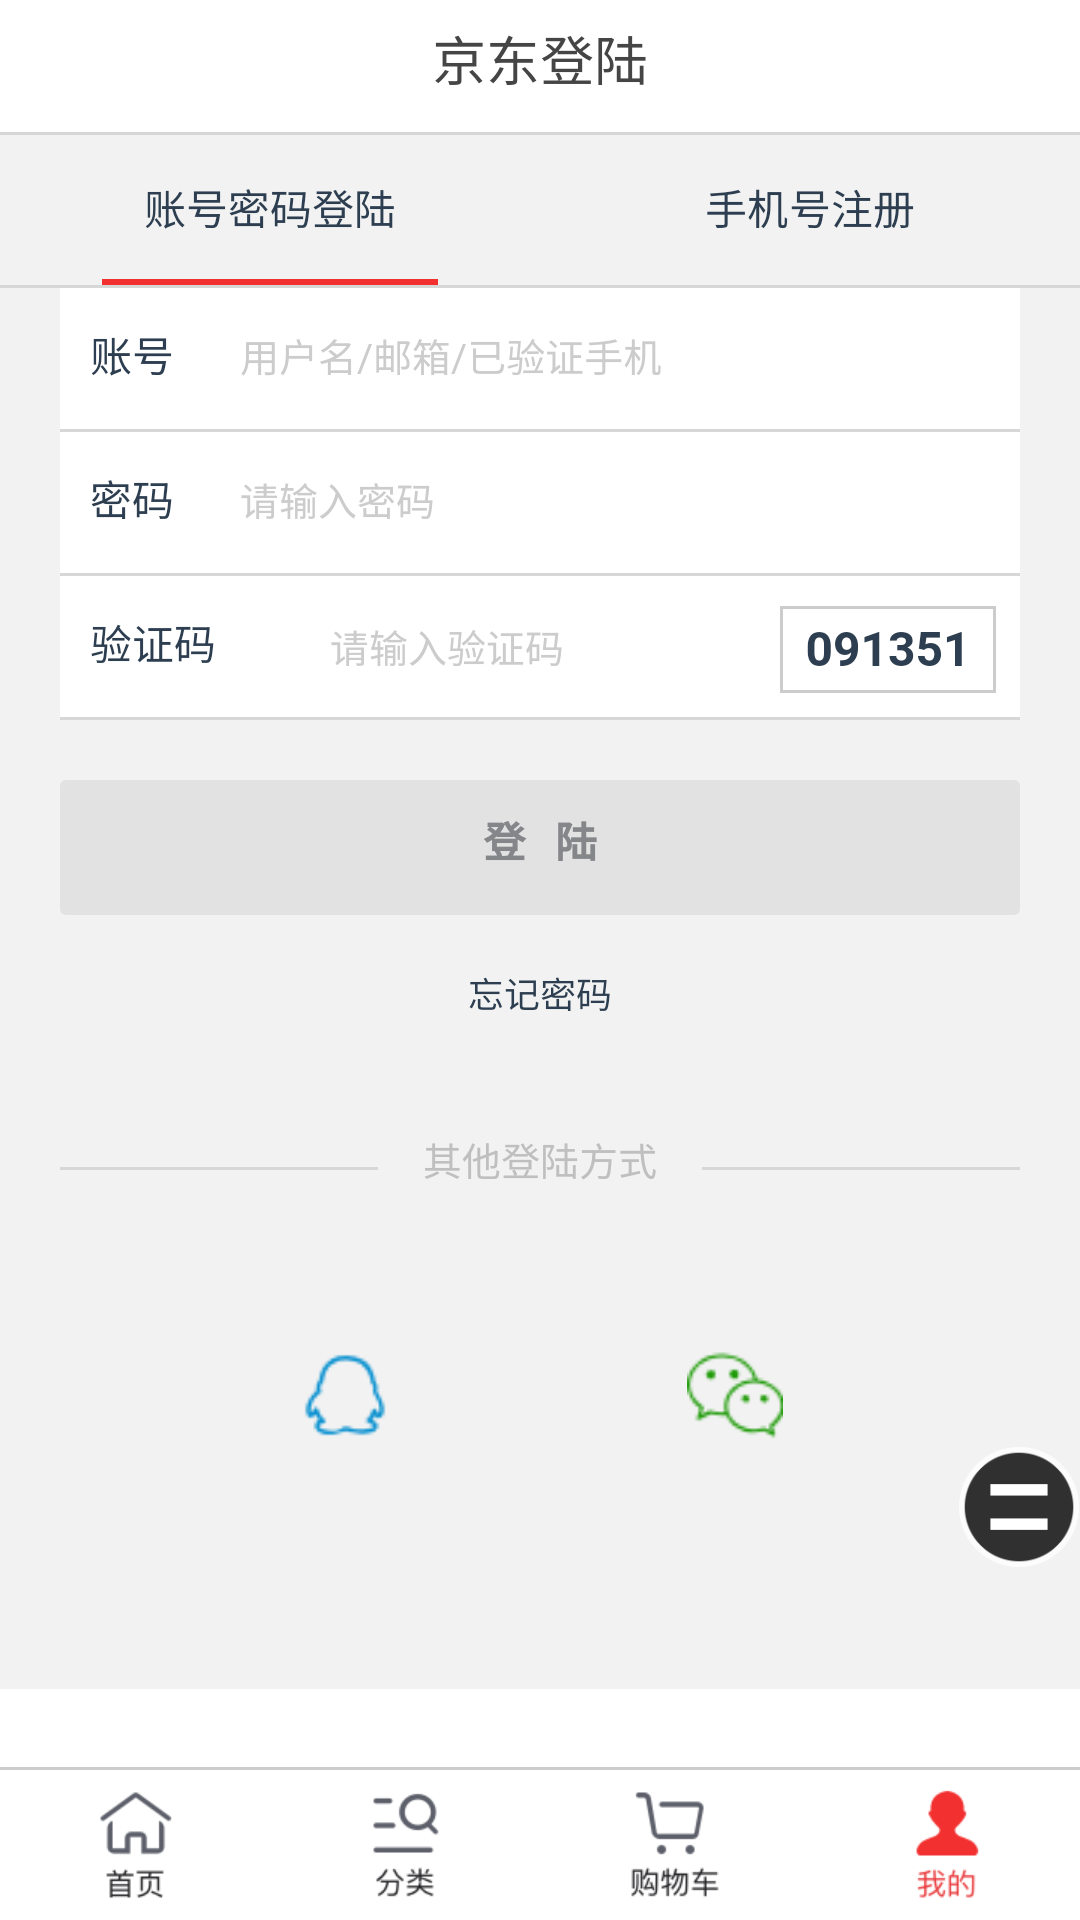 京东登陆
账号密码登陆 手机号注册
账号 用户名/邮箱/已验证手机
密码 请输入密码
验证码 请输入验证码 091351
登 陆
忘记密码
其他登陆方式
首页 分类 购物车 我的